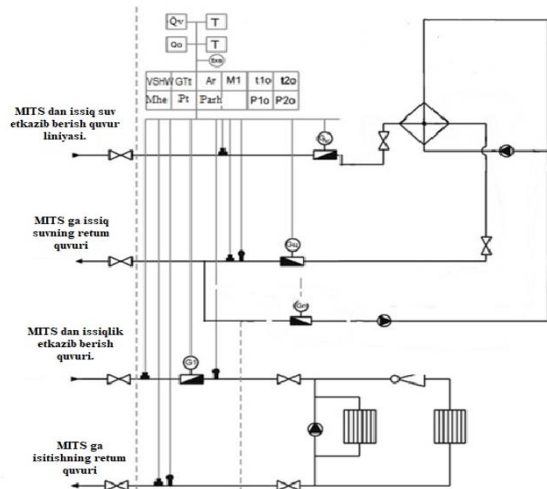 Qv T
Qo T
VSHW GTt Ar M1 t1o t2o
Mhe Pt Parh P1o P2o
MITS dan issiq suv
etkazib berish quvur
liniyasi.
MITS ga issiq
suvning retum
quvuri
MITS dan issiqlik
etkazib berish
quvuri.
G1
MITS ga
isitishning retum
quvuri